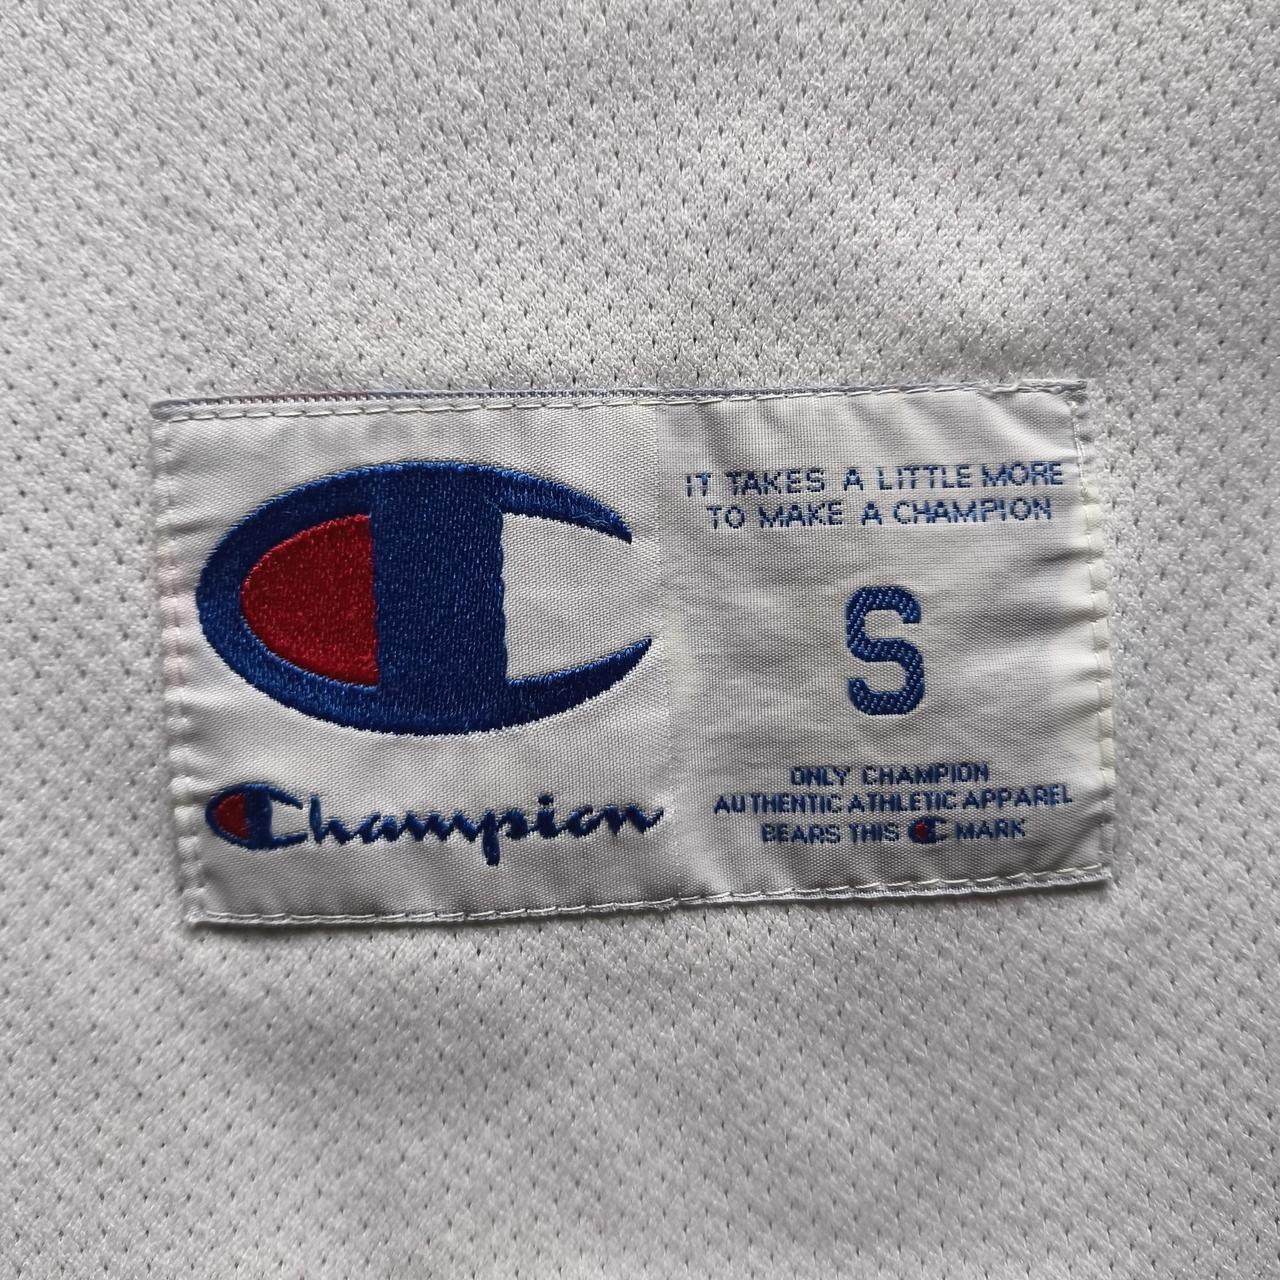 Champion
IT TAKES A LITTLE MORE
TO MAKE A CHAMPION
S
ONLY CHAMPION
AUTHENTIC ATHLETIC APPAREL
BEARS THIS C MARK